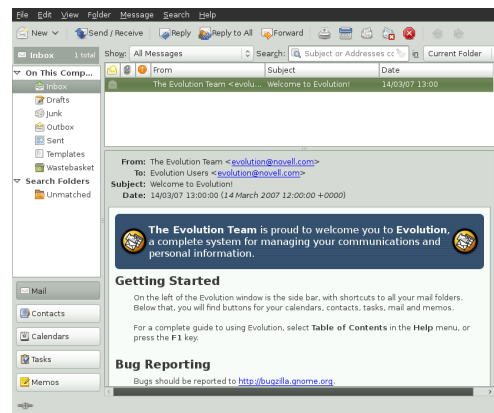 File Edit View Folder Message Search Help
New Send / Receive Reply Reply to All Forward
Inbox 1 total Show: All Messages Search: Subject or Addresses cc in Current Folder
On This Comp...
Inbox
Drafts
Junk
Outbox
Sent
Templates
Wastebasket
Search Folders
Unmatched
From Subject Date
The Evolution Team <evolu... Welcome to Evolution! 14/03/07 13:00
From: The Evolution Team <evolution@novell.com>
To: Evolution Users <evolution@novell.com>
Subject: Welcome to Evolution!
Date: 14/03/07 13:00:00 (14 March 2007 12:00:00 +0000)
The Evolution Team is proud to welcome you to Evolution,
a complete system for managing your communications and
personal information.
Getting Started
On the left of the Evolution window is the side bar, with shortcuts to all your mail folders.
Below that, you will find buttons for your calendars, contacts, tasks, mail and memos.
For a complete guide to using Evolution, select Table of Contents in the Help menu, or
press the F1 key.
Bug Reporting
Bugs should be reported to http://bugzilla.gnome.org.
Mail
Contacts
Calendars
Tasks
Memos